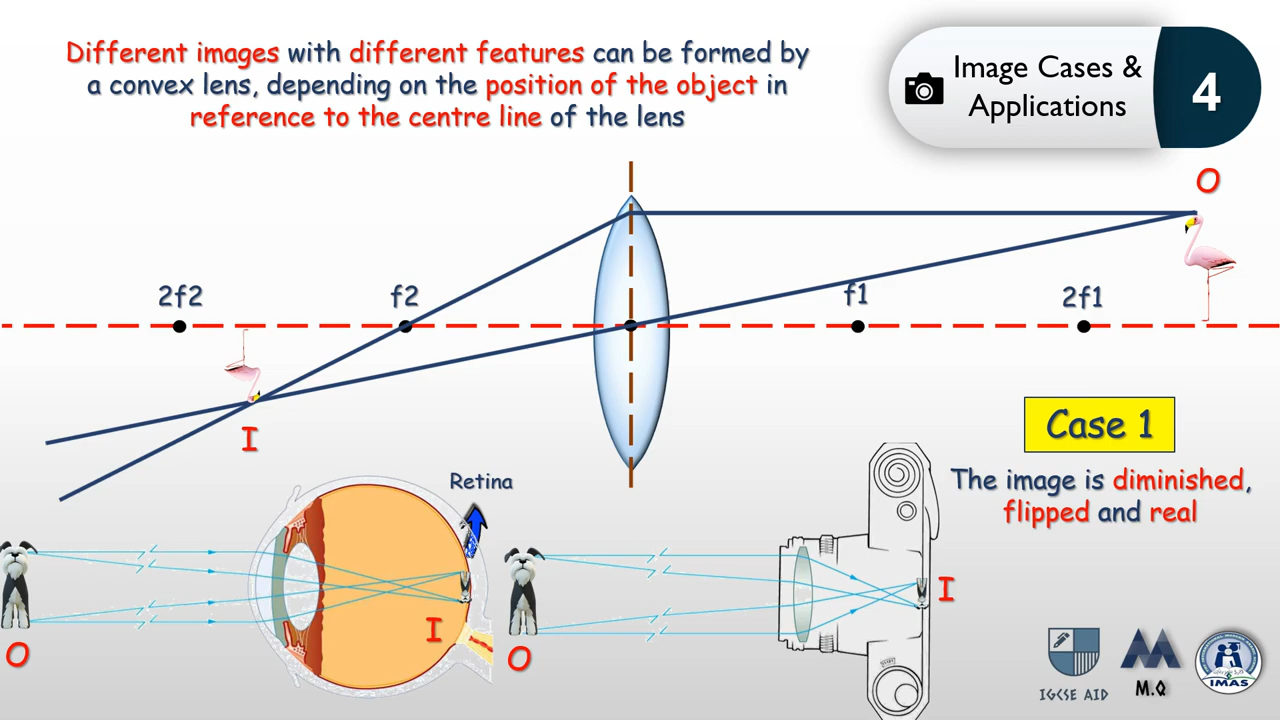 Different images with different features can be formed by
a convex lens, depending on the position of the object in
reference to the centre line of the lens
Image Cases &
Applications
4
O
2f2
f2
f1
2f1
I
Case 1
The image is diminished,
flipped and real
Retina
I
O
I
O
IGCSE AID
M.Q
IMAS